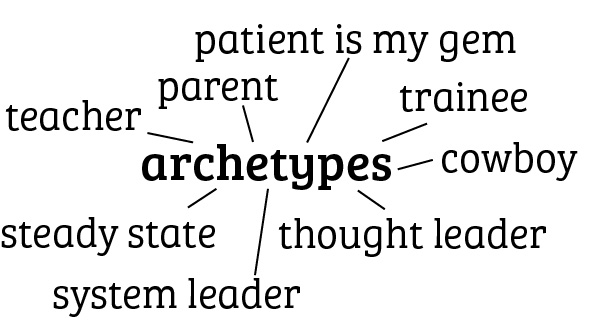 patient is my gem
parent
trainee
teacher
archetypes
cowboy
steady state
thought leader
system leader